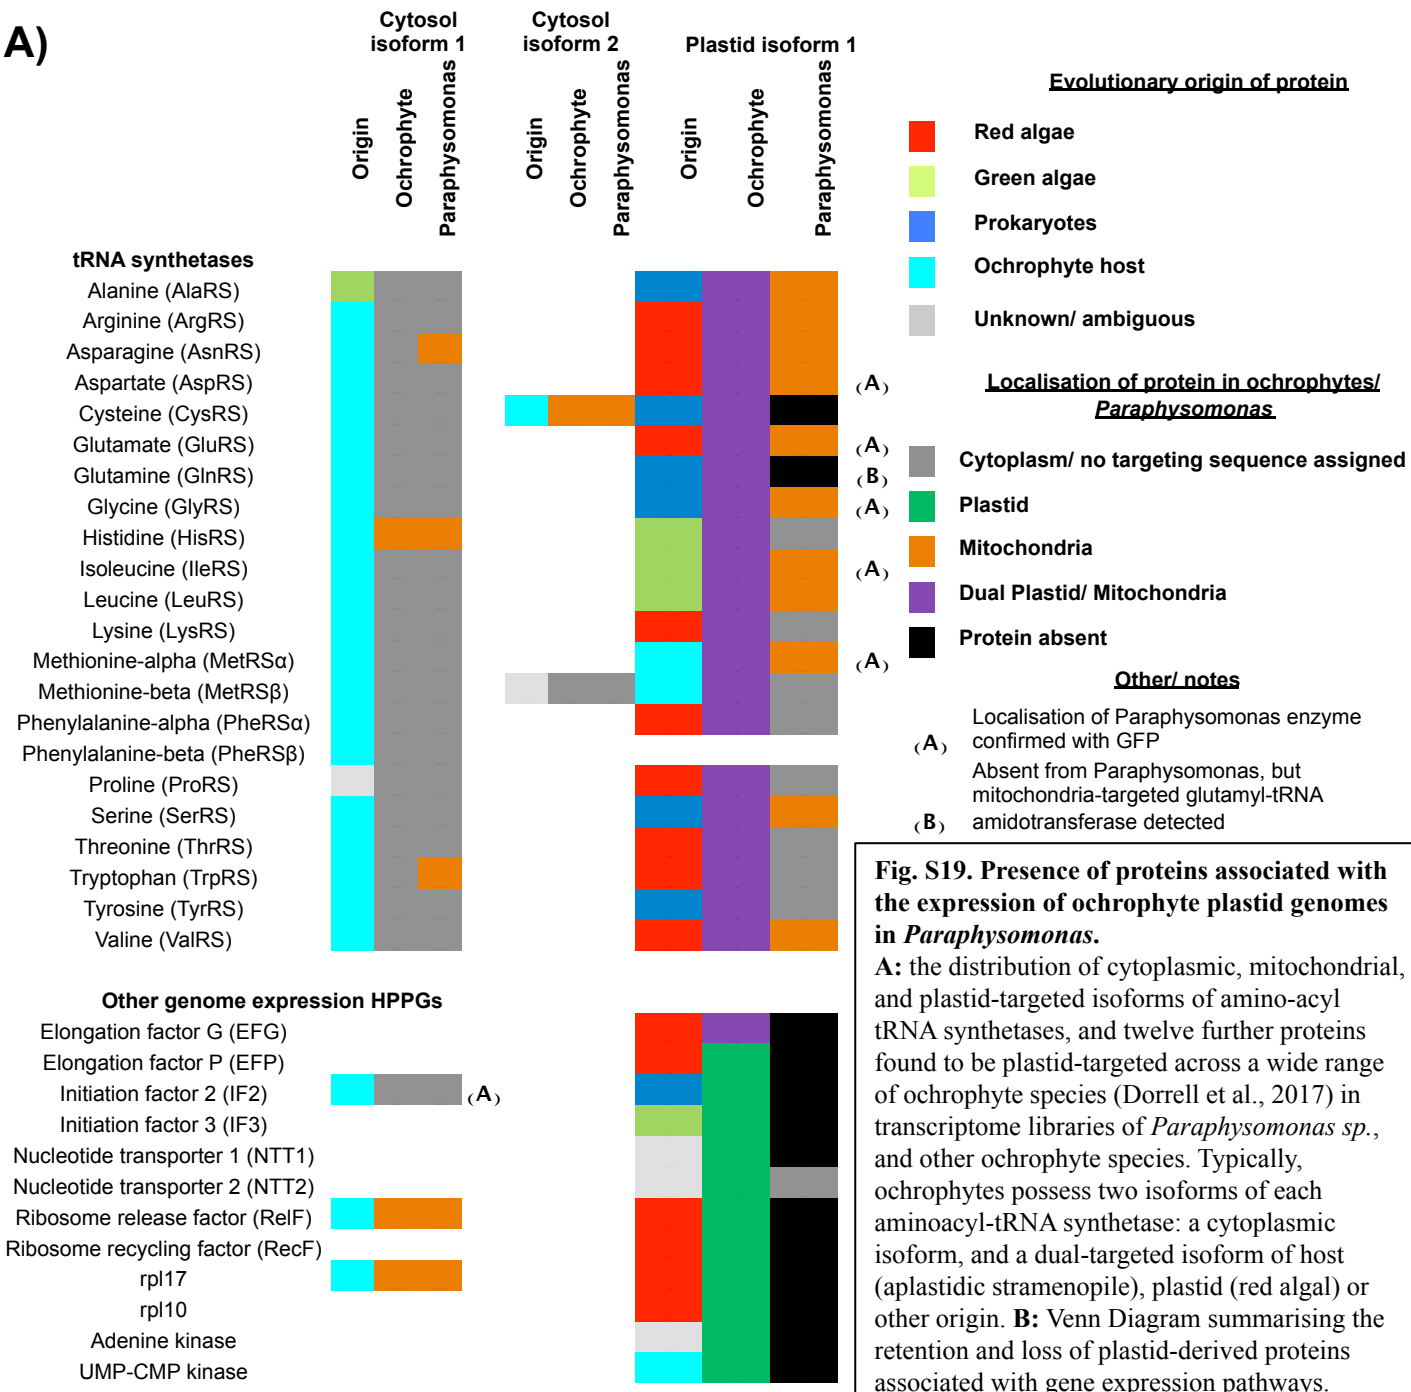 A)
Cytosol
isoform 1
Cytosol
isoform 2
Plastid isoform 1
Origin
Ochrophyte
Paraphysomonas
Origin
Ochrophyte
Paraphysomonas
Origin
Ochrophyte
Paraphysomonas
tRNA synthetases
Alanine (AlaRS)
Arginine (ArgRS)
Asparagine (AsnRS)
Aspartate (AspRS)
(A)
Cysteine (CysRS)
Glutamate (GluRS)
(A)
Glutamine (GlnRS)
(B)
Glycine (GlyRS)
(A)
Histidine (HisRS)
Isoleucine (IleRS)
(A)
Leucine (LeuRS)
Lysine (LysRS)
Methionine-alpha (MetRSα)
(A)
Methionine-beta (MetRSβ)
Phenylalanine-alpha (PheRSα)
Phenylalanine-beta (PheRSβ)
Proline (ProRS)
Serine (SerRS)
Threonine (ThrRS)
Tryptophan (TrpRS)
Tyrosine (TyrRS)
Valine (ValRS)
Other genome expression HPPGs
Elongation factor G (EFG)
Elongation factor P (EFP)
Initiation factor 2 (IF2)
(A)
Initiation factor 3 (IF3)
Nucleotide transporter 1 (NTT1)
Nucleotide transporter 2 (NTT2)
Ribosome release factor (RelF)
Ribosome recycling factor (RecF)
rpl17
rpl10
Adenine kinase
UMP-CMP kinase
Evolutionary origin of protein
Red algae
Green algae
Prokaryotes
Ochrophyte host
Unknown/ ambiguous
Localisation of protein in ochrophytes/
Paraphysomonas
Cytoplasm/ no targeting sequence assigned
Plastid
Mitochondria
Dual Plastid/ Mitochondria
Protein absent
Other/ notes
Localisation of Paraphysomonas enzyme
(A) confirmed with GFP
Absent from Paraphysomonas, but
mitochondria-targeted glutamyl-tRNA
(B) amidotransferase detected
Fig. S19. Presence of proteins associated with
the expression of ochrophyte plastid genomes
in Paraphysomonas.
A: the distribution of cytoplasmic, mitochondrial,
and plastid-targeted isoforms of amino-acyl
tRNA synthetases, and twelve further proteins
found to be plastid-targeted across a wide range
of ochrophyte species (Dorrell et al., 2017) in
transcriptome libraries of Paraphysomonas sp.,
and other ochrophyte species. Typically,
ochrophytes possess two isoforms of each
aminoacyl-tRNA synthetase: a cytoplasmic
isoform, and a dual-targeted isoform of host
(aplastidic stramenopile), plastid (red algal) or
other origin. B: Venn Diagram summarising the
retention and loss of plastid-derived proteins
associated with gene expression pathways.